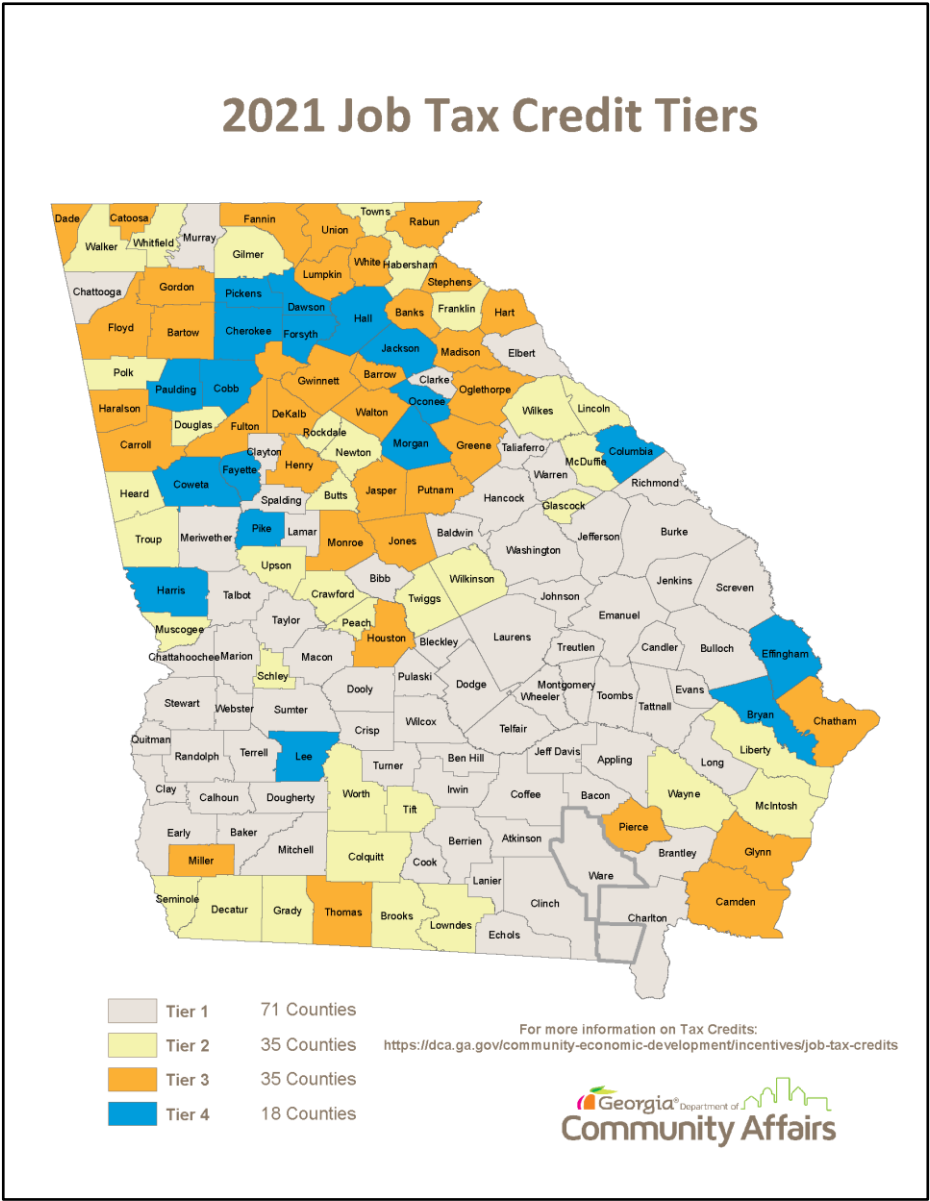 2021 Job Tax Credit Tiers
Dade
Catoosa
Fannin
Towns
Rabun
Union
Walker
Whitfield
Murray
Gilmer
White
Habersham
Lumpkin
Stephens
Chattooga
Gordon
Pickens
Dawson
Hall
Banks
Franklin
Hart
Floyd
Bartow
Cherokee
Forsyth
Jackson
Madison
Elbert
Polk
Paulding
Cobb
Gwinnett
Barrow
Clarke
Oconee
Oglethorpe
Haralson
Douglas
Fulton
DeKalb
Walton
Wilkes
Lincoln
Carroll
Clayton
Rockdale
Newton
Morgan
Greene
Taliaferro
McDuffie
Columbia
Coweta
Fayette
Henry
Warren
Richmond
Heard
Spalding
Butts
Jasper
Putnam
Hancock
Glascock
Troup
Meriwether
Pike
Lamar
Monroe
Jones
Baldwin
Washington
Jefferson
Burke
Upson
Bibb
Wilkinson
Jenkins
Screven
Harris
Talbot
Crawford
Twiggs
Johnson
Emanuel
Muscogee
Taylor
Peach
Houston
Bleckley
Laurens
Treutlen
Candler
Bulloch
Effingham
Chattahoochee
Marion
Macon
Schley
Dooly
Pulaski
Dodge
Montgomery
Wheeler
Toombs
Evans
Tattnall
Bryan
Chatham
Stewart
Webster
Sumter
Crisp
Wilcox
Telfair
Quitman
Randolph
Terrell
Lee
Turner
Ben Hill
Jeff Davis
Appling
Long
Liberty
Clay
Calhoun
Dougherty
Worth
Tift
Irwin
Coffee
Bacon
Wayne
McIntosh
Early
Baker
Mitchell
Colquitt
Cook
Berrien
Atkinson
Pierce
Brantley
Glynn
Miller
Lanier
Ware
Clinch
Charlton
Camden
Seminole
Decatur
Grady
Thomas
Brooks
Lowndes
Echols
Tier 1 71 Counties
Tier 2 35 Counties
Tier 3 35 Counties
Tier 4 18 Counties
For more information on Tax Credits:
https://dca.ga.gov/community-economic-development/incentives/job-tax-credits
Georgia® Department of
Community Affairs